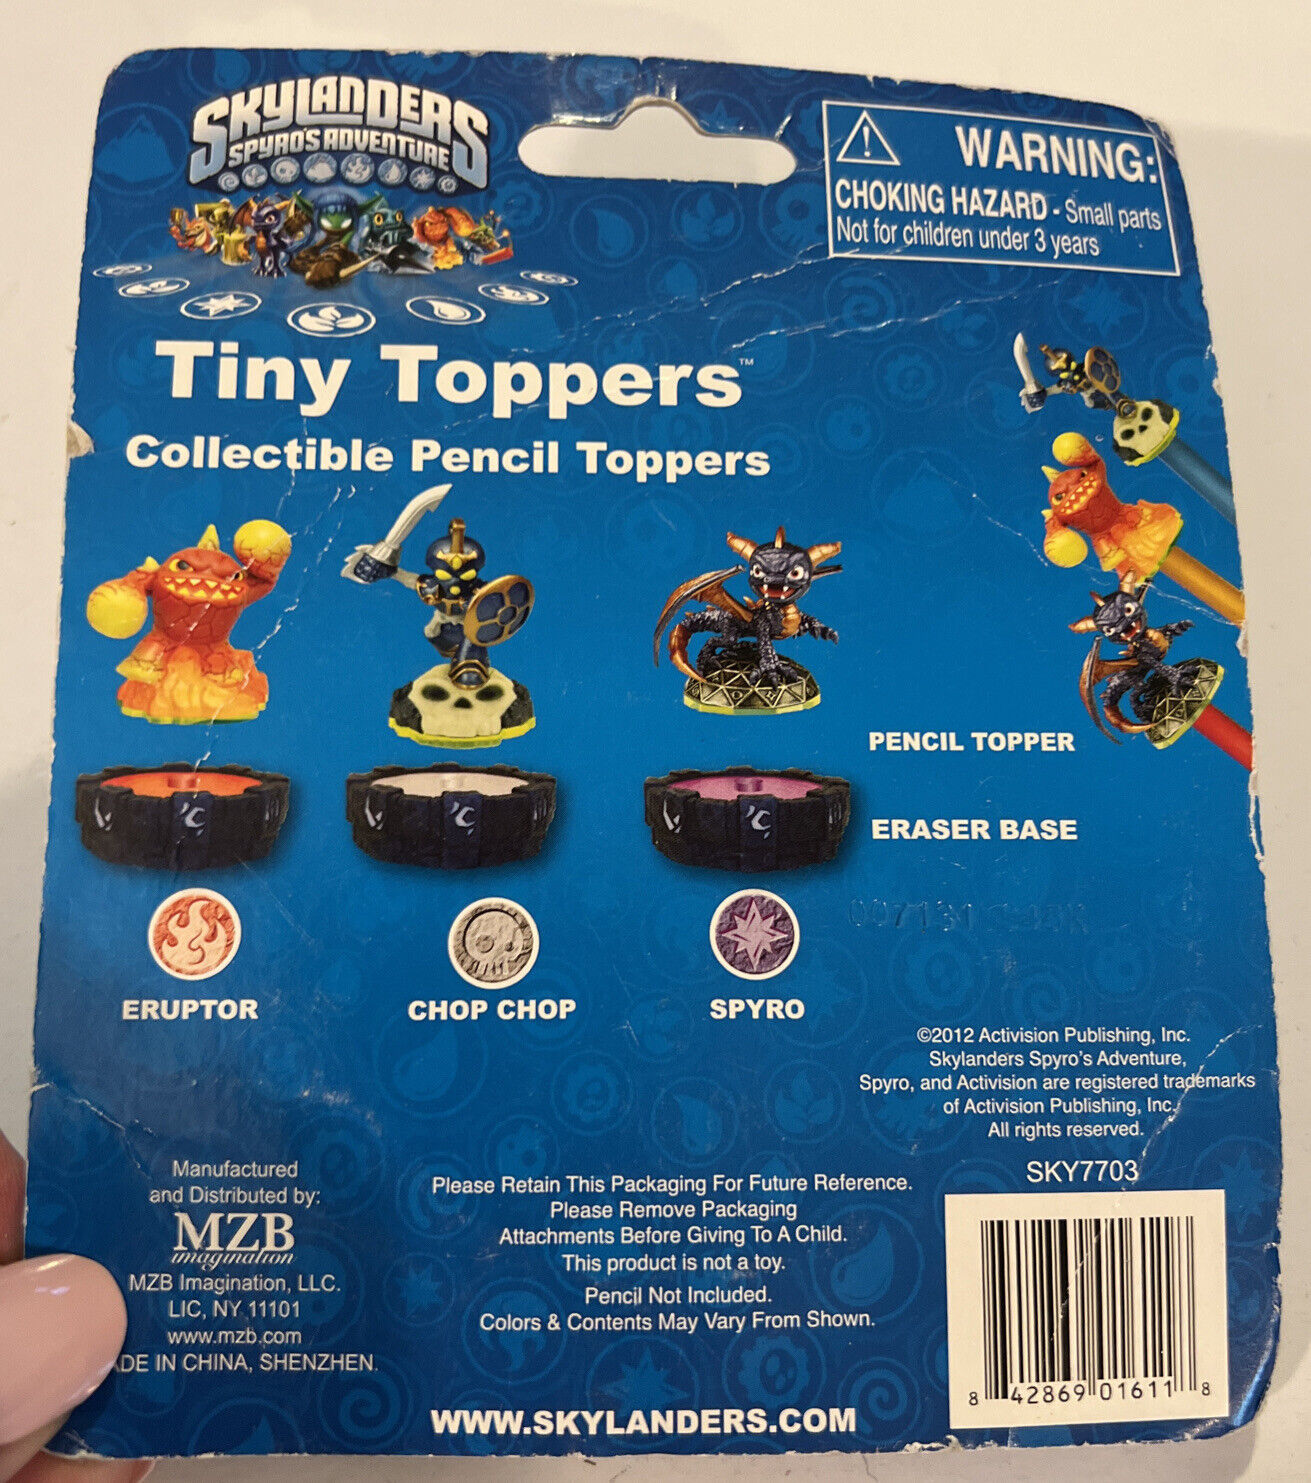 SKYLANDERS
SPYRO'S ADVENTURE
WARNING:
CHOKING HAZARD - Small parts
Not for children under 3 years
Tiny Toppers™
Collectible Pencil Toppers
PENCIL TOPPER
ERASER BASE
ERUPTOR
CHOP CHOP
SPYRO
©2012 Activision Publishing, Inc.
Skylanders Spyro's Adventure,
Spyro, and Activision are registered trademarks
of Activision Publishing, Inc.
All rights reserved.
SKY7703
Manufactured
and Distributed by:
MZB
imagination
MZB Imagination, LLC.
LIC, NY 11101
www.mzb.com
ADE IN CHINA, SHENZHEN.
Please Retain This Packaging For Future Reference.
Please Remove Packaging
Attachments Before Giving To A Child.
This product is not a toy.
Pencil Not Included.
Colors & Contents May Vary From Shown.
8 42869 01611 8
WWW.SKYLANDERS.COM